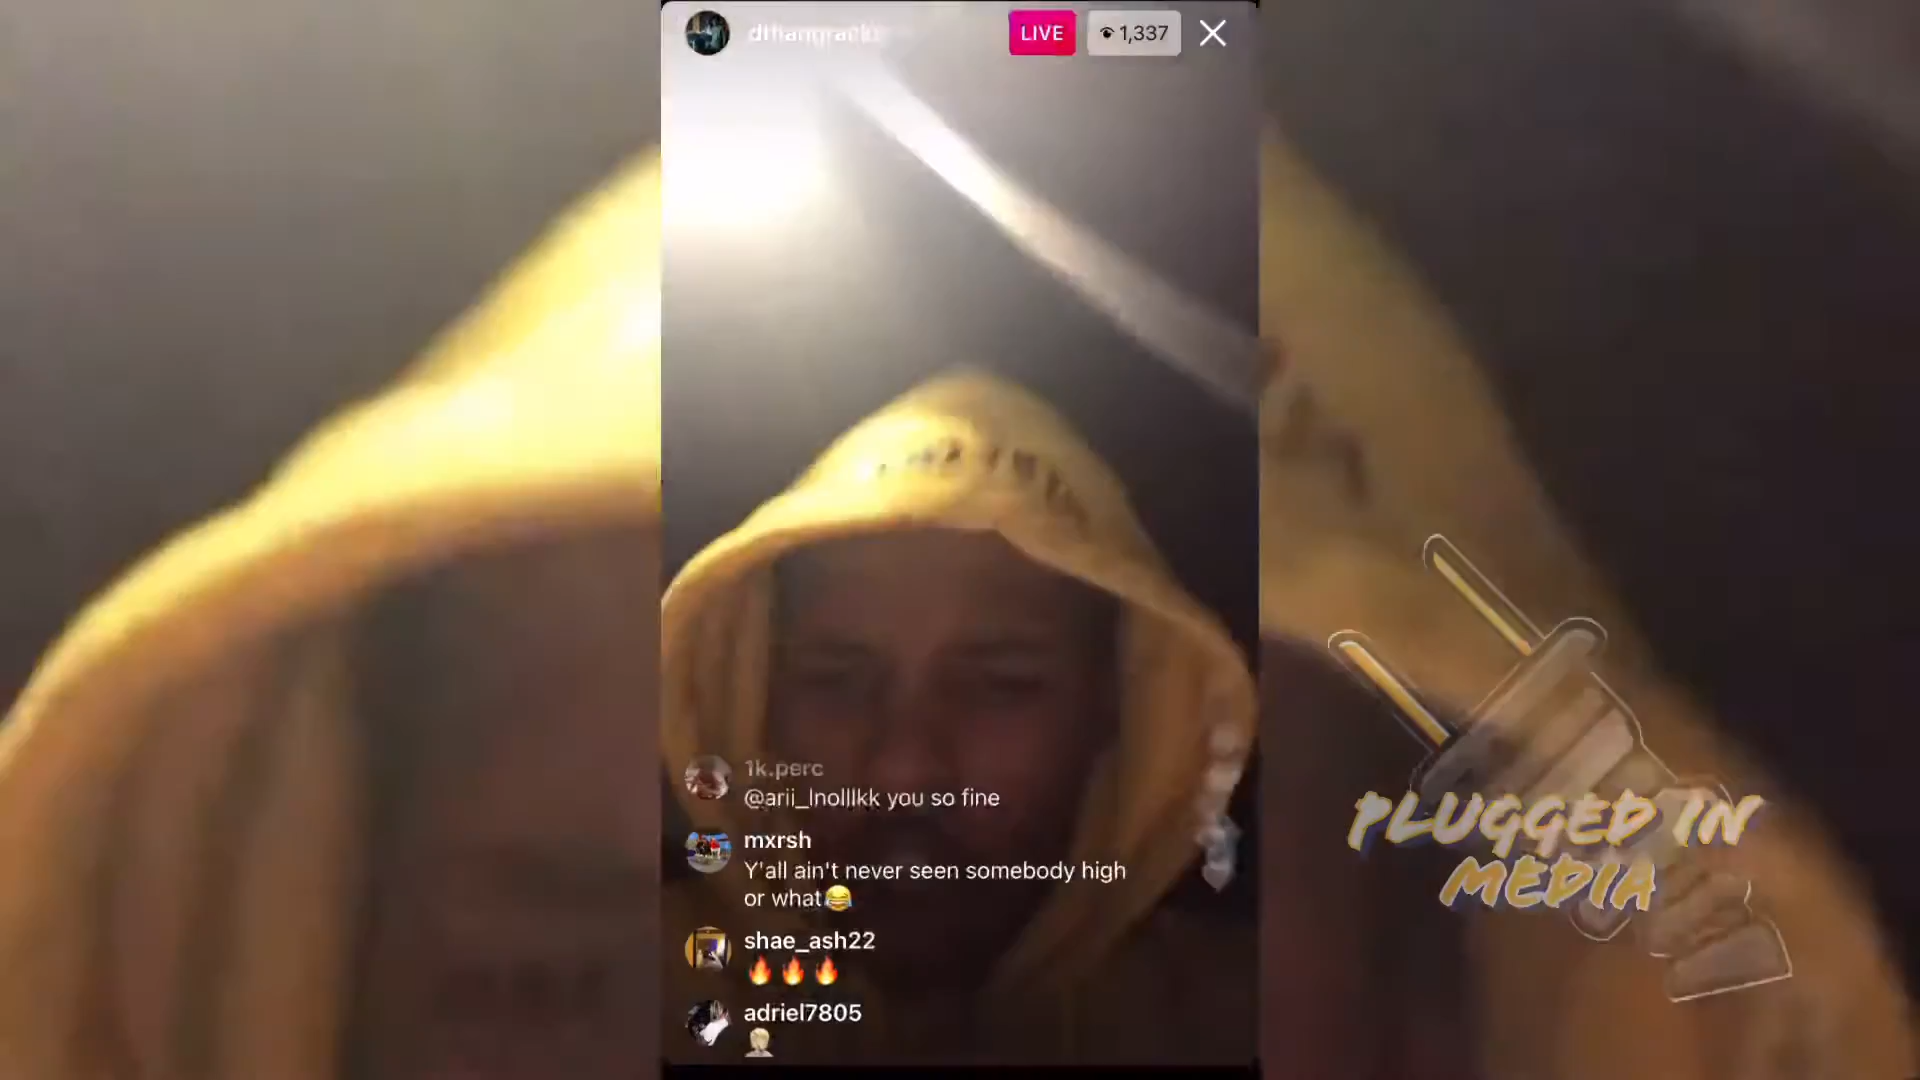 LIVE
1,337
1k.perc
@arii_lnolllkk you so fine
mxrsh
Y'all ain't never seen somebody high
or what😂
shae_ash22
🔥🔥🔥
adriel7805
PLUGGED IN
MEDIA